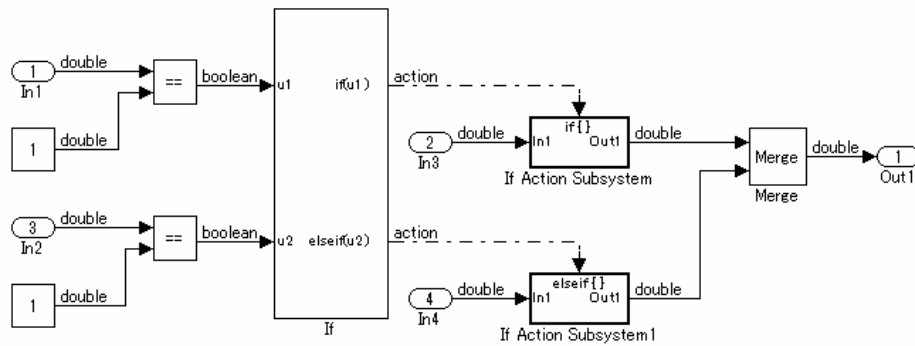 double
1
In1
==
boolean
1
double
u1
if(u1)
action
2
In3
double
if{}
In1
Out1
If Action Subsystem
double
Merge
Merge
double
1
Out1
3
In2
double
==
boolean
1
double
u2
elseif(u2)
If
action
4
In4
double
elseif{}
In1
Out1
If Action Subsystem1
double